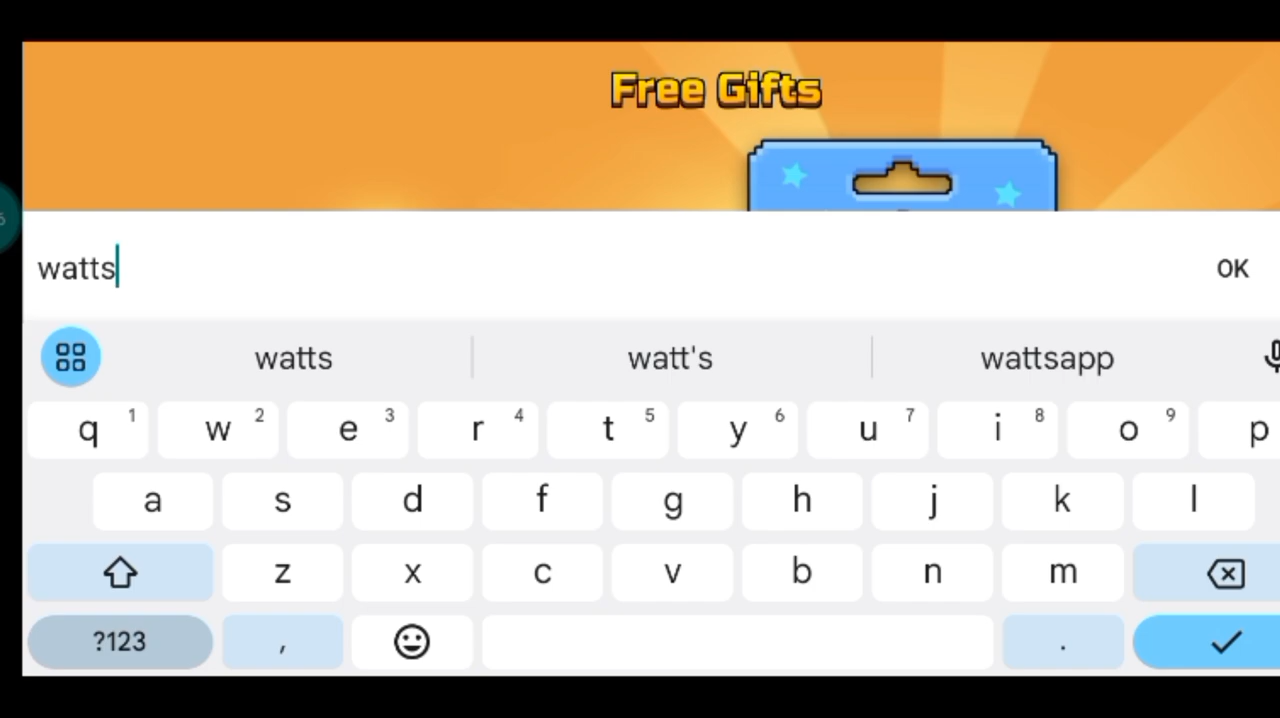 Free Gifts
watts
OK
watts watt's wattsapp
q 1 w 2 e 3 r 4 t 5 y 6 u 7 i 8 o 9 p
a s d f g h j k l
z x c v b n m
?123 , .